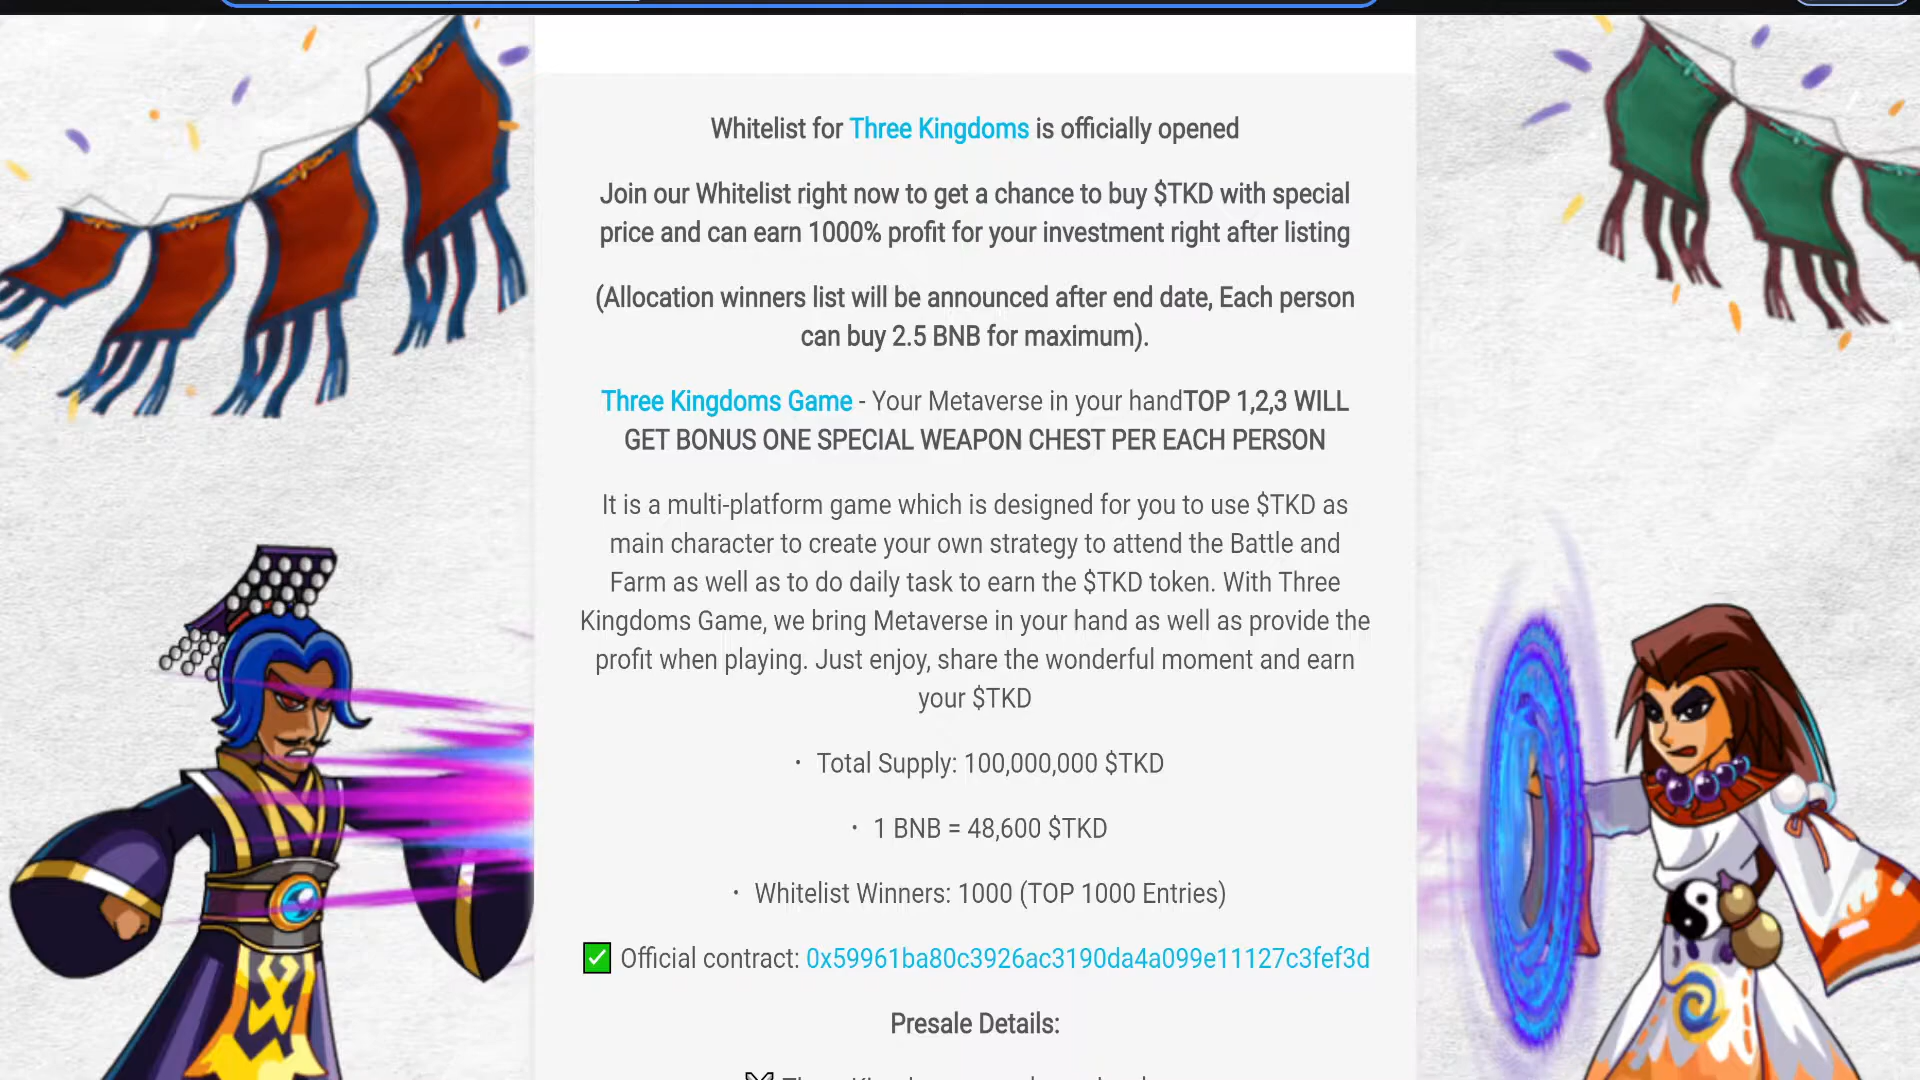 Whitelist for Three Kingdoms is officially opened
Join our Whitelist right now to get a chance to buy $TKD with special
price and can earn 1000% profit for your investment right after listing
(Allocation winners list will be announced after end date, Each person
can buy 2.5 BNB for maximum).
Three Kingdoms Game - Your Metaverse in your handTOP 1,2,3 WILL
GET BONUS ONE SPECIAL WEAPON CHEST PER EACH PERSON
It is a multi-platform game which is designed for you to use $TKD as
main character to create your own strategy to attend the Battle and
Farm as well as to do daily task to earn the $TKD token. With Three
Kingdoms Game, we bring Metaverse in your hand as well as provide the
profit when playing. Just enjoy, share the wonderful moment and earn
your $TKD
· Total Supply: 100,000,000 $TKD
· 1 BNB = 48,600 $TKD
· Whitelist Winners: 1000 (TOP 1000 Entries)
✅ Official contract: 0x59961ba80c3926ac3190da4a099e11127c3fef3d
Presale Details: